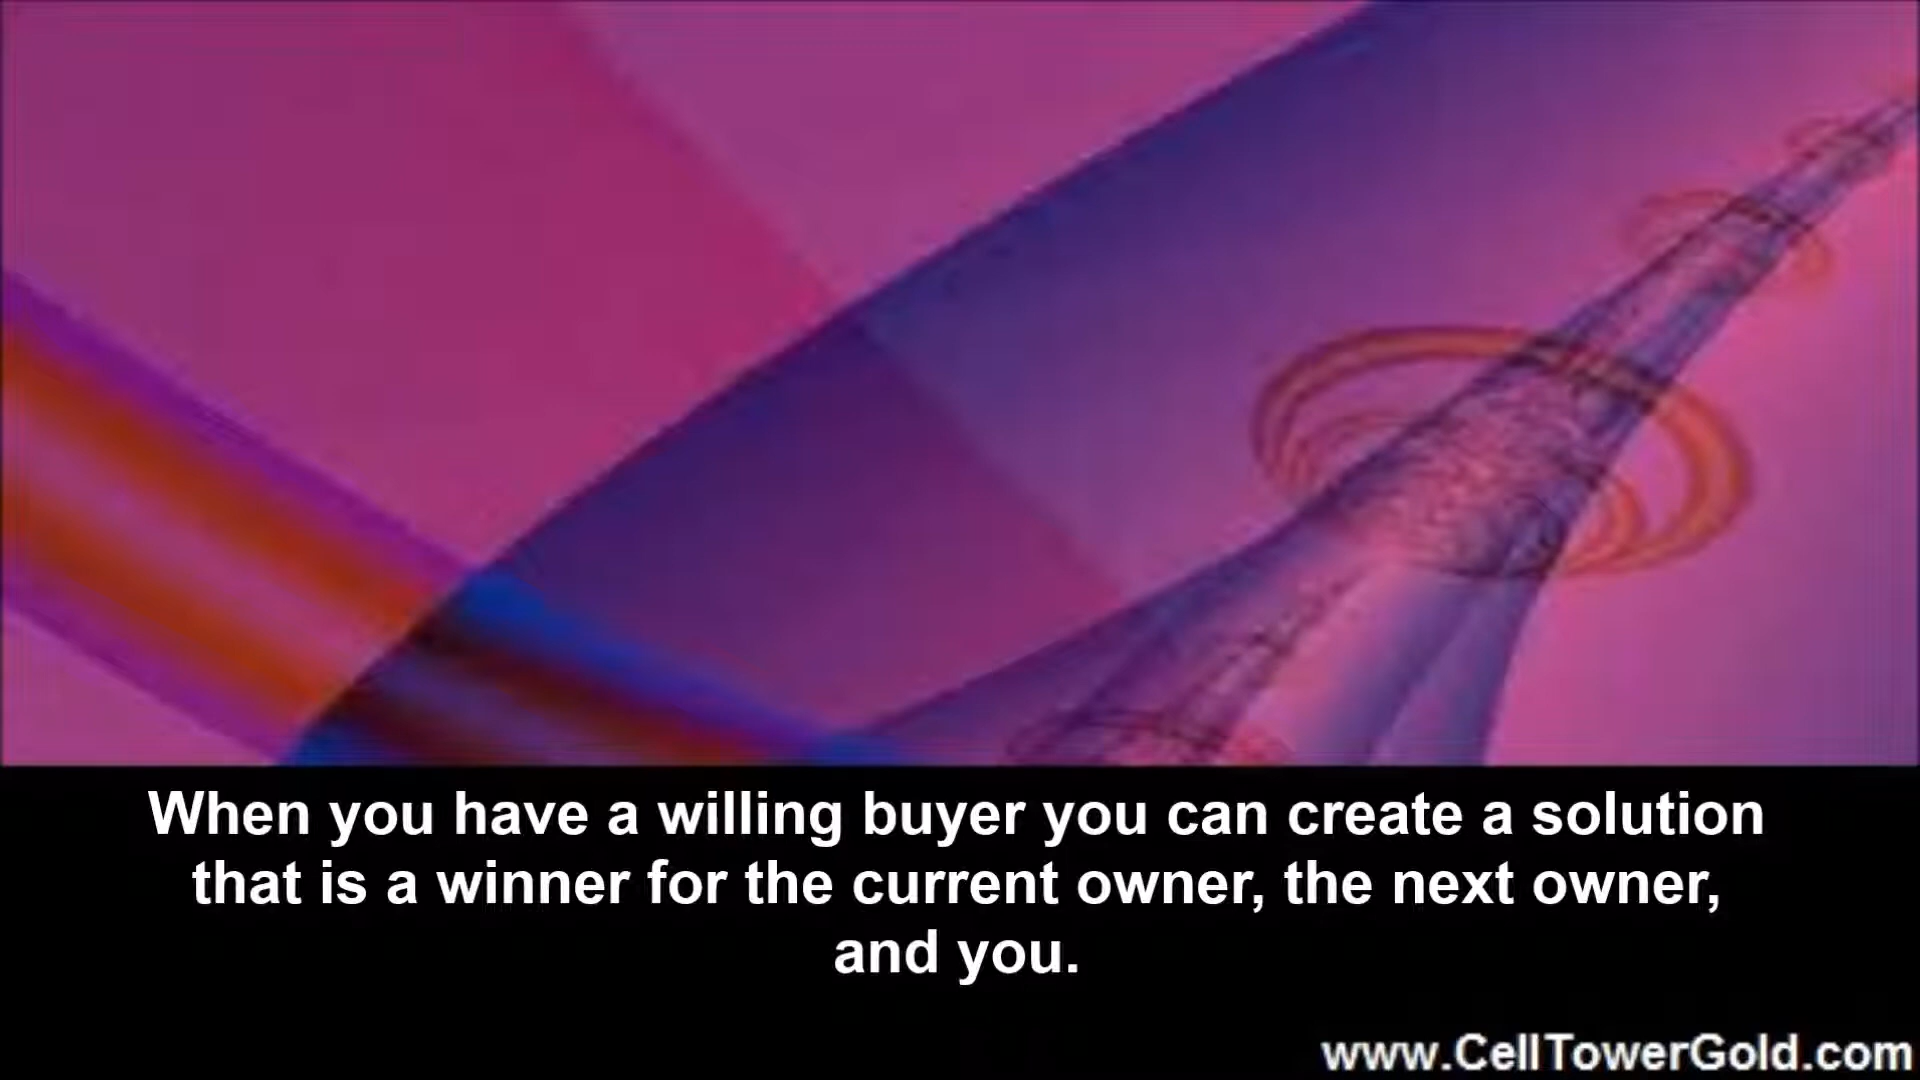 When you have a willing buyer you can create a solution
that is a winner for the current owner, the next owner,
and you.
www.CellTowerGold.com